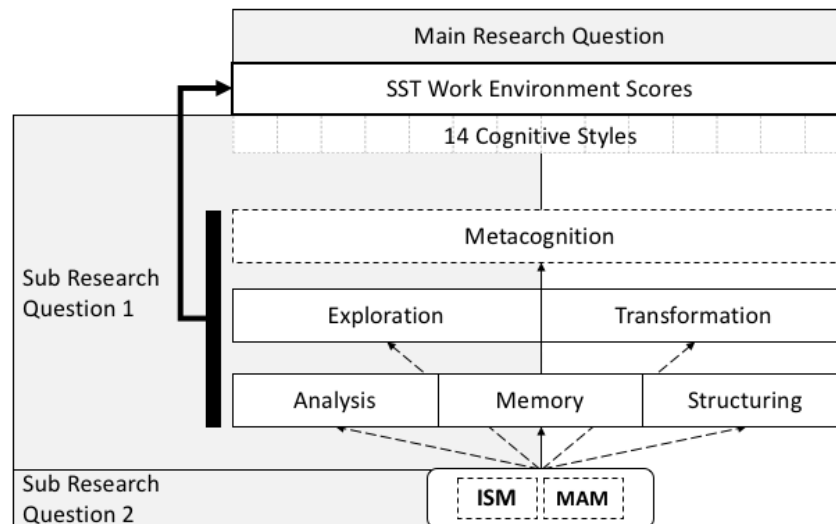 Main Research Question
SST Work Environment Scores
14 Cognitive Styles
Metacognition
Sub Research
Question 1
Exploration
Transformation
Analysis
Memory
Structuring
Sub Research
Question 2
ISM
MAM